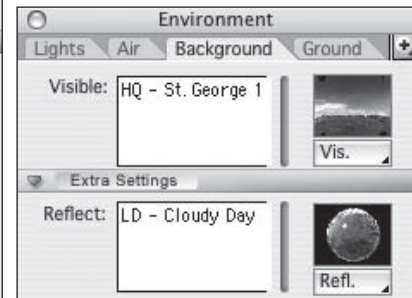 Environment
Lights Air Background Ground
Visible: HQ - St. George 1
Vis.
Extra Settings
Reflect: LD - Cloudy Day
Refl.